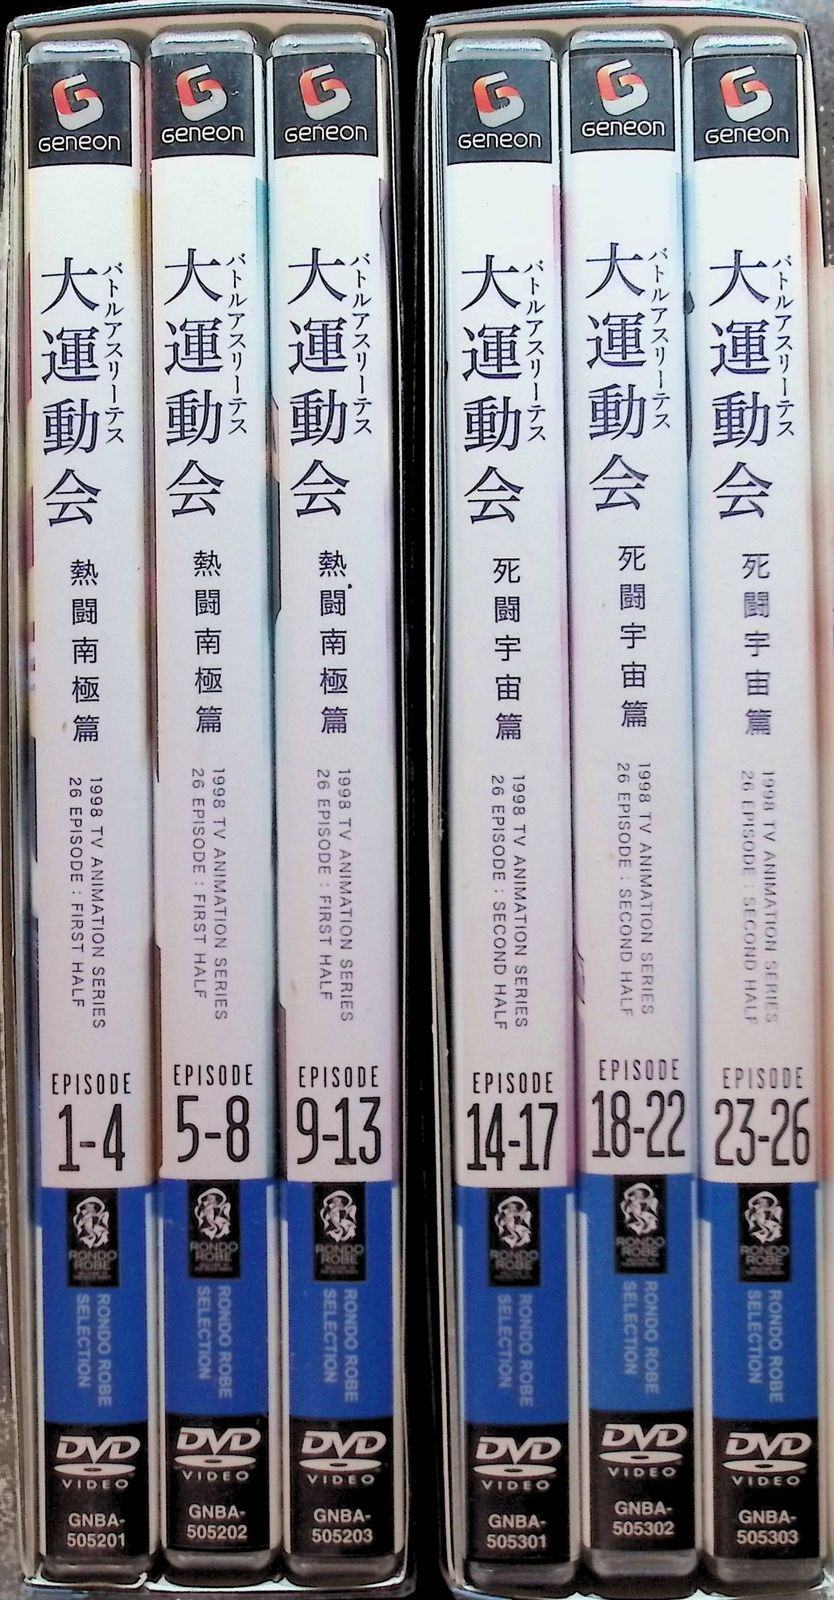 GENEON
バトルアスリーテス
大運動会
熱闘南極篇
1998 TV ANIMATION SERIES
26 EPISODE : FIRST HALF
EPISODE
1-4
RONDO
ROBE
RONDO ROBE
SELECTION
DVD
VIDEO
GNBA-
505201
GENEON
バトルアスリーテス
大運動会
熱闘南極篇
1998 TV ANIMATION SERIES
26 EPISODE : FIRST HALF
EPISODE
5-8
RONDO
ROBE
RONDO ROBE
SELECTION
DVD
VIDEO
GNBA-
505202
GENEON
バトルアスリーテス
大運動会
熱闘南極篇
1998 TV ANIMATION SERIES
26 EPISODE : FIRST HALF
EPISODE
9-13
RONDO
ROBE
RONDO ROBE
SELECTION
DVD
VIDEO
GNBA-
505203
GENEON
バトルアスリーテス
大運動会
死闘宇宙篇
1998 TV ANIMATION SERIES
26 EPISODE : SECOND HALF
EPISODE
14-17
RONDO
ROBE
RONDO ROBE
SELECTION
DVD
VIDEO
GNBA-
505301
GENEON
バトルアスリーテス
大運動会
死闘宇宙篇
1998 TV ANIMATION SERIES
26 EPISODE : SECOND HALF
EPISODE
18-22
RONDO
ROBE
RONDO ROBE
SELECTION
DVD
VIDEO
GNBA-
505302
GENEON
バトルアスリーテス
大運動会
死闘宇宙篇
1998 TV ANIMATION SERIES
26 EPISODE : SECOND HALF
EPISODE
23-26
RONDO
ROBE
RONDO ROBE
SELECTION
DVD
VIDEO
GNBA-
505303